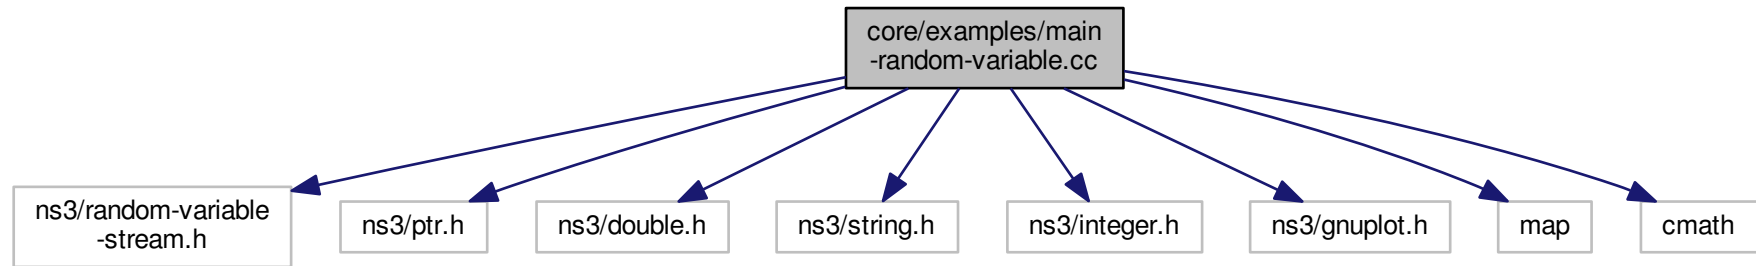 core/examples/main
-random-variable.cc
ns3/random-variable
-stream.h
ns3/ptr.h
ns3/double.h
ns3/string.h
ns3/integer.h
ns3/gnuplot.h
map
cmath